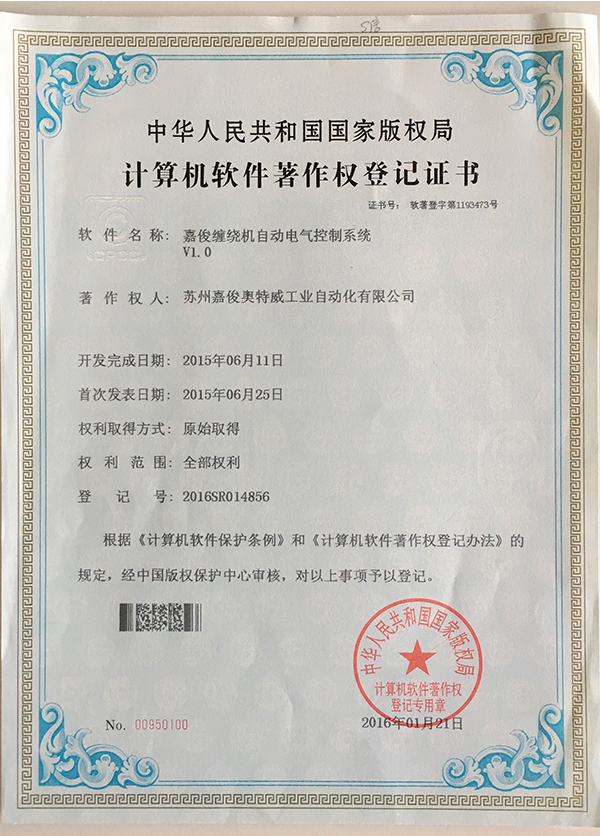 中华人民共和国国家版权局
计算机软件著作权登记证书
证书号： 软著登字第1193473号
软件名称： 嘉俊缠绕机自动电气控制系统
V1.0
著作权人： 苏州嘉俊奥特威工业自动化有限公司
开发完成日期： 2015年06月11日
首次发表日期： 2015年06月25日
权利取得方式： 原始取得
权利范围： 全部权利
登记号： 2016SR014856
根据《计算机软件保护条例》和《计算机软件著作权登记办法》的
规定，经中国版权保护中心审核，对以上事项予以登记。
中华人民共和国国家版权局
计算机软件著作权
登记专用章
No. 00950100
2016年01月21日